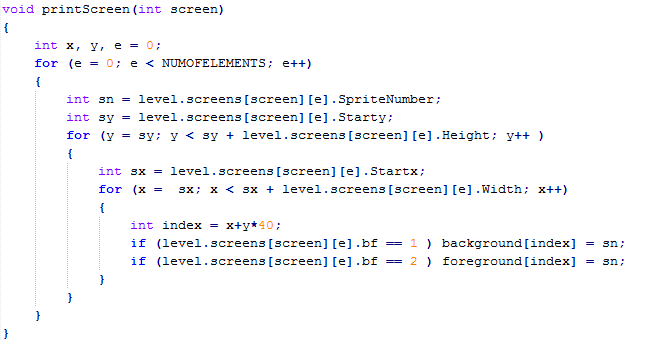 void printScreen(int screen)
{
    int x, y, e = 0;
    for (e = 0; e < NUMOFELEMENTS; e++)
    {
        int sn = level.screens[screen][e].SpriteNumber;
        int sy = level.screens[screen][e].Starty;
        for (y = sy; y < sy + level.screens[screen][e].Height; y++ )
        {
            int sx = level.screens[screen][e].Startx;
            for (x =  sx; x < sx + level.screens[screen][e].Width; x++)
            {
                int index = x+y*40;
                if (level.screens[screen][e].bf == 1 ) background[index] = sn;
                if (level.screens[screen][e].bf == 2 ) foreground[index] = sn;
            }
        }
    }
}